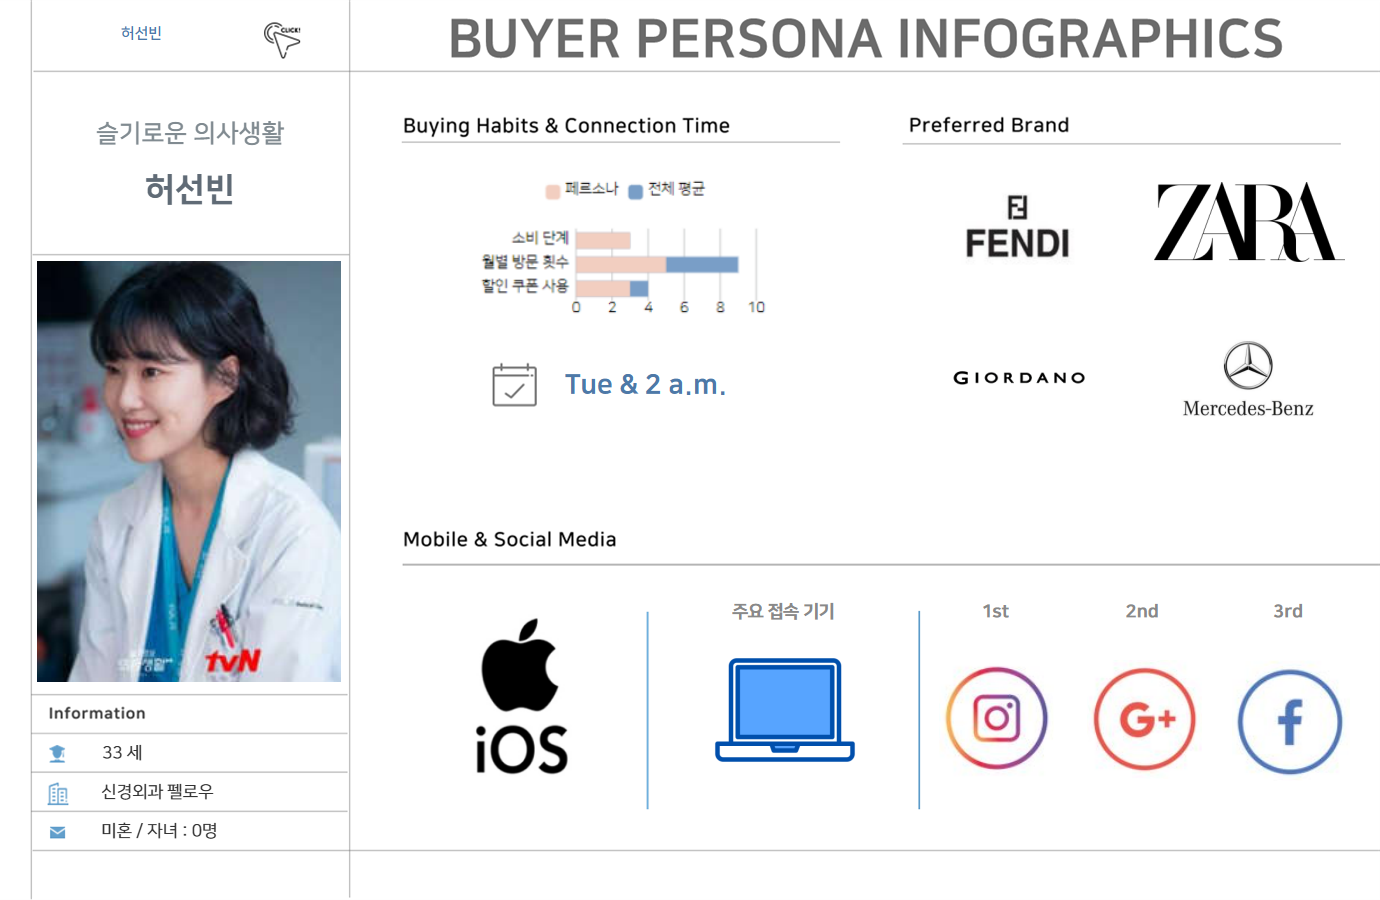 허선빈
CLICK!
BUYER PERSONA INFOGRAPHICS
슬기로운 의사생활
허선빈
Buying Habits & Connection Time
페르소나 전체 평균
소비 단계
월별 방문 횟수
할인 쿠폰 사용
0 2 4 6 8 10
Tue & 2 a.m.
Preferred Brand
FENDI
ZARA
GIORDANO
Mercedes-Benz
의사생활
tvN
Information
33 세
신경외과 펠로우
미혼 / 자녀 : 0명
Mobile & Social Media
iOS
주요 접속 기기
1st 2nd 3rd
G+
f